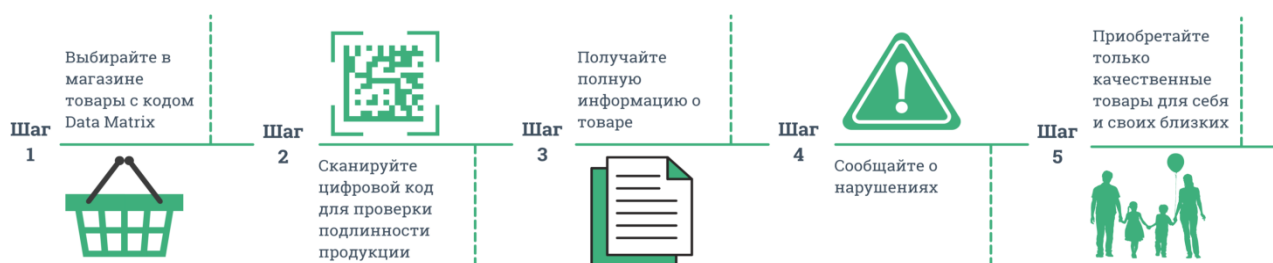 Шаг
1
Выбирайте в
магазине
товары с кодом
Data Matrix
Шаг
2
Сканируйте
цифровой код
для проверки
подлинности
продукции
Шаг
3
Получайте
полную
информацию о
товаре
Шаг
4
Сообщайте о
нарушениях
Шаг
5
Приобретайте
только
качественные
товары для себя
и своих близких